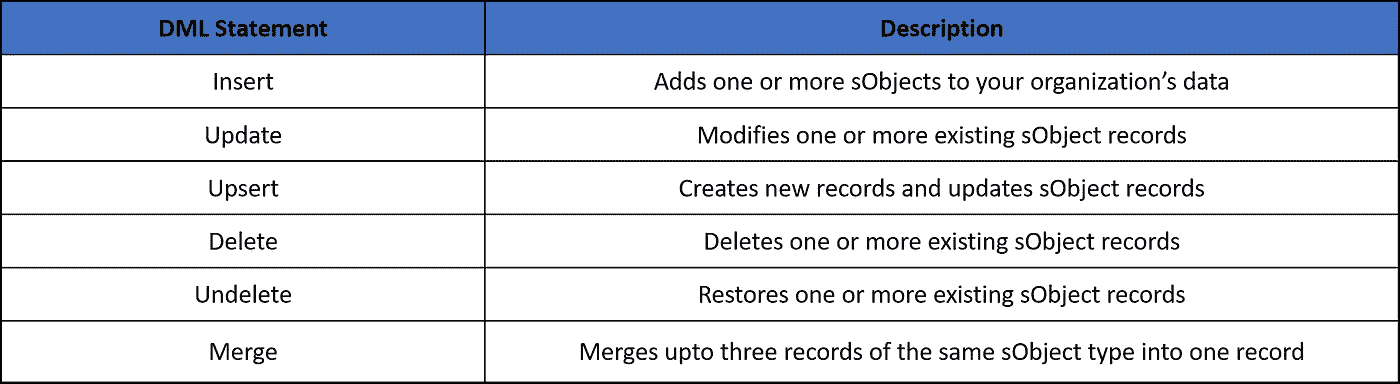 DML Statement Description
Insert Adds one or more sObjects to your organization’s data
Update Modifies one or more existing sObject records
Upsert Creates new records and updates sObject records
Delete Deletes one or more existing sObject records
Undelete Restores one or more existing sObject records
Merge Merges upto three records of the same sObject type into one record